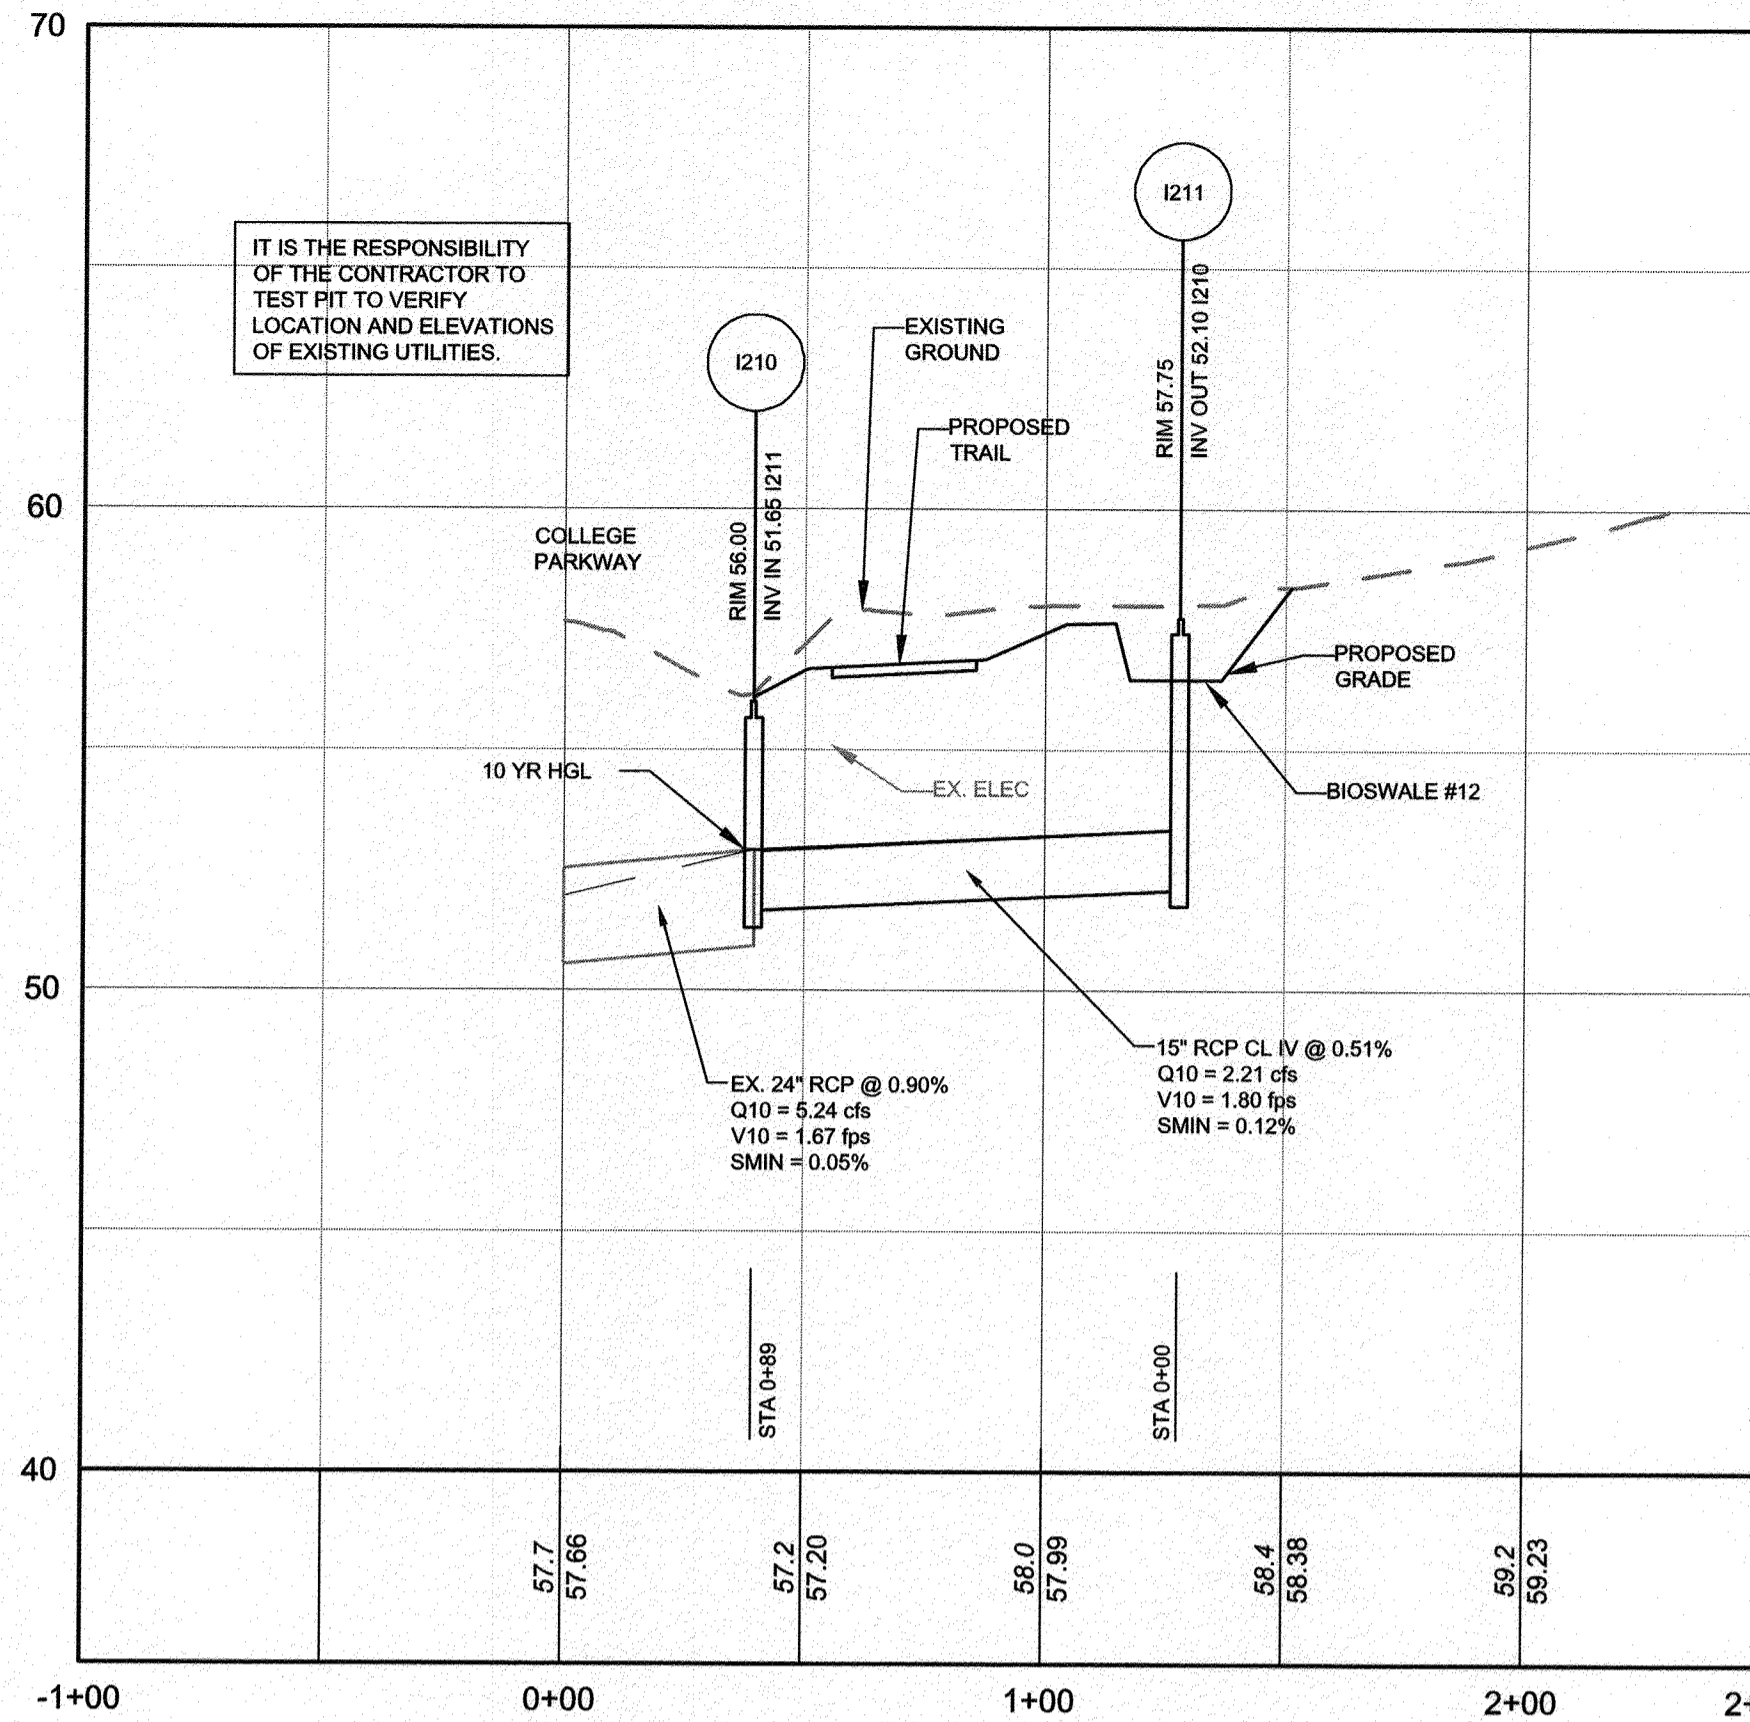 70
I211
IT IS THE RESPONSIBILITY
OF THE CONTRACTOR TO
TEST PIT TO VERIFY
LOCATION AND ELEVATIONS
OF EXISTING UTILITIES.
I210
RIM 57.75
INV OUT 52.10 I210
EXISTING
GROUND
PROPOSED
TRAIL
60
COLLEGE
PARKWAY
RIM 56.00
INV IN 51.65 I211
PROPOSED
GRADE
10 YR HGL
EX. ELEC
BIOSWALE #12
50
15" RCP CL IV @ 0.51%
Q10 = 2.21 cfs
V10 = 1.80 fps
SMIN = 0.12%
EX. 24" RCP @ 0.90%
Q10 = 5.24 cfs
V10 = 1.67 fps
SMIN = 0.05%
STA 0+89
STA 0+00
40
57.7
57.66
57.2
57.20
58.0
57.99
58.4
58.38
59.2
59.23
-1+00
0+00
1+00
2+00